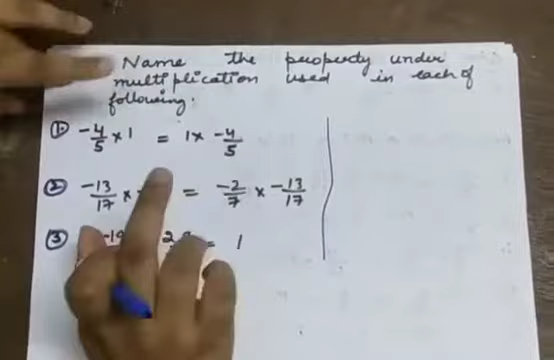 Name the property under
multiplication used in each of
following.
① -4/5 × 1 = 1 × -4/5
② -13/17 × = -2/7 × -13/17
③ = 1